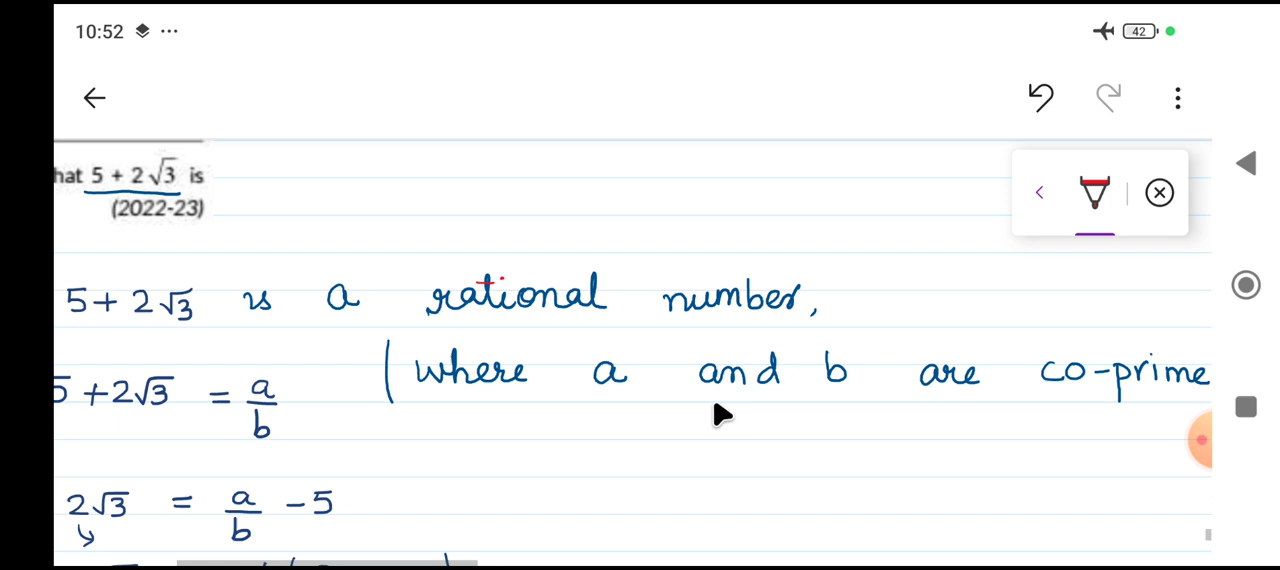 10:52 ...
42
hat 5 + 2√3 is
(2022-23)
5 + 2√3 is a rational number,
5 + 2√3 = a/b (where a and b are co-prime
2√3 = a/b - 5